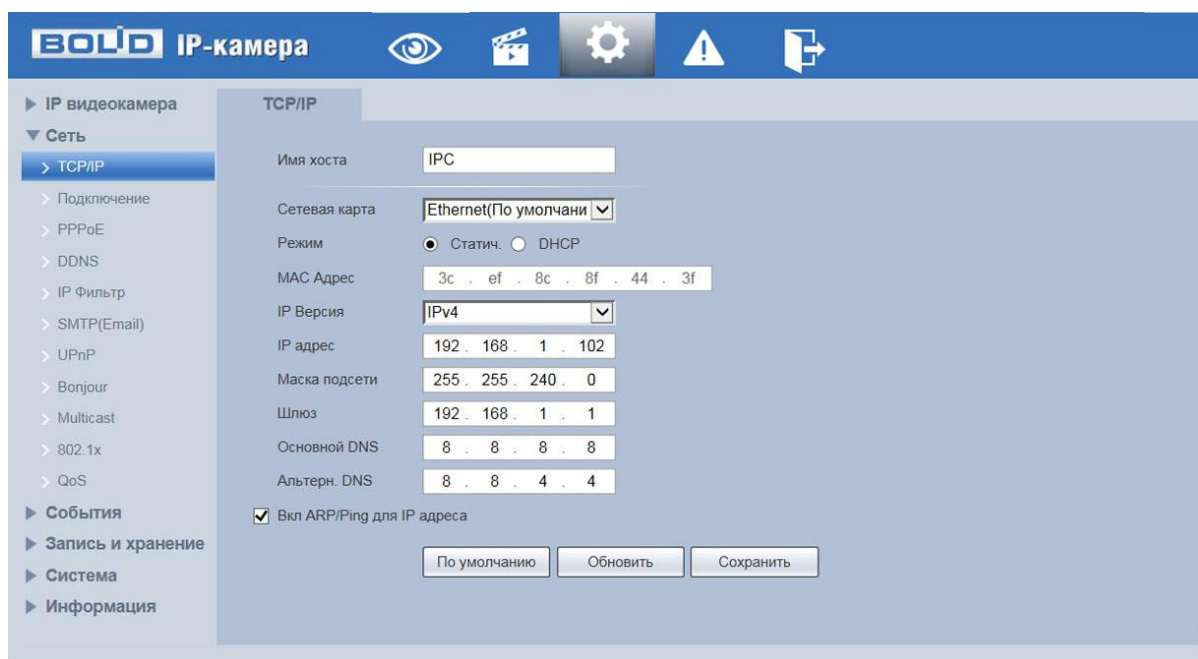 BOLID IP-камера
IP видеокамера
TCP/IP
Сеть
TCP/IP
Имя хоста IPC
Подключение
Сетевая карта Ethernet(По умолчани
PPPoE
Режим Статич. DHCP
DDNS
MAC Адрес 3c . ef . 8c . 8f . 44 . 3f
IP Фильтр
IP Версия IPv4
SMTP(Email)
IP адрес 192 . 168 . 1 . 102
UPnP
Маска подсети 255 . 255 . 240 . 0
Bonjour
Шлюз 192 . 168 . 1 . 1
Multicast
Основной DNS 8 . 8 . 8 . 8
802.1x
Альтерн. DNS 8 . 8 . 4 . 4
QoS
Вкл ARP/Ping для IP адреса
События
Запись и хранение
По умолчанию Обновить Сохранить
Система
Информация